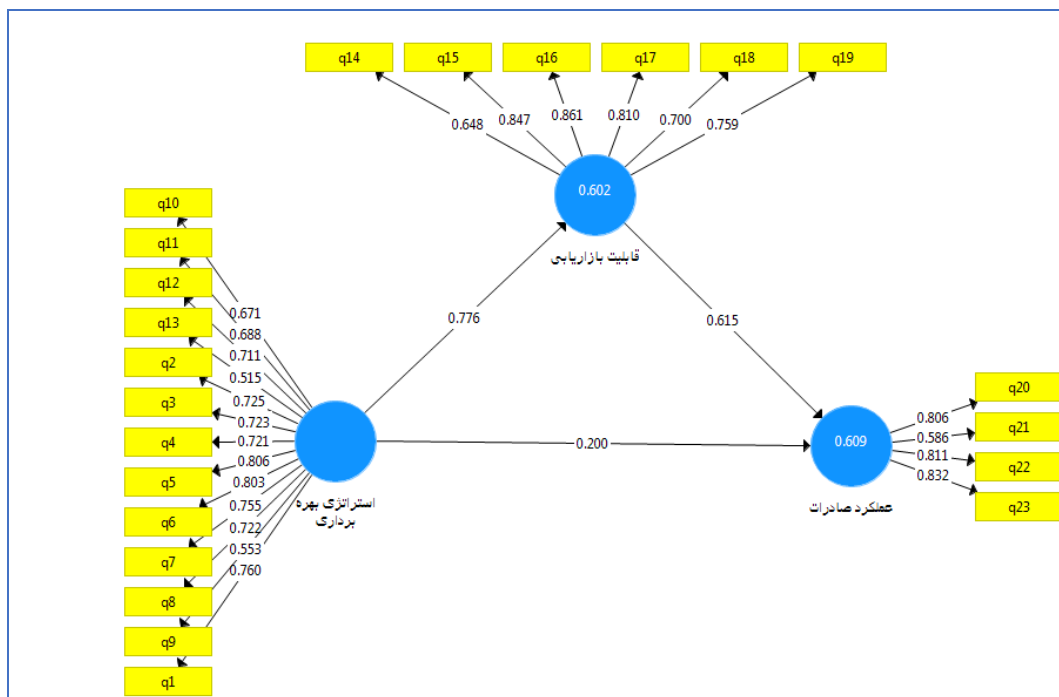 q14 q15 q16 q17 q18 q19
0.648 0.847 0.861 0.810 0.700 0.759
0.602
قابلیت بازاریابی
q10
q11
q12
q13
q2
q3
q4
q5
q6
q7
q8
q9
q1
0.671
0.688
0.711
0.515
0.725
0.723
0.721
0.806
0.803
0.755
0.722
0.553
0.760
استراتژی بهره
برداری
0.776
0.615
0.200
0.609
عملکرد صادرات
0.806
0.586
0.811
0.832
q20
q21
q22
q23